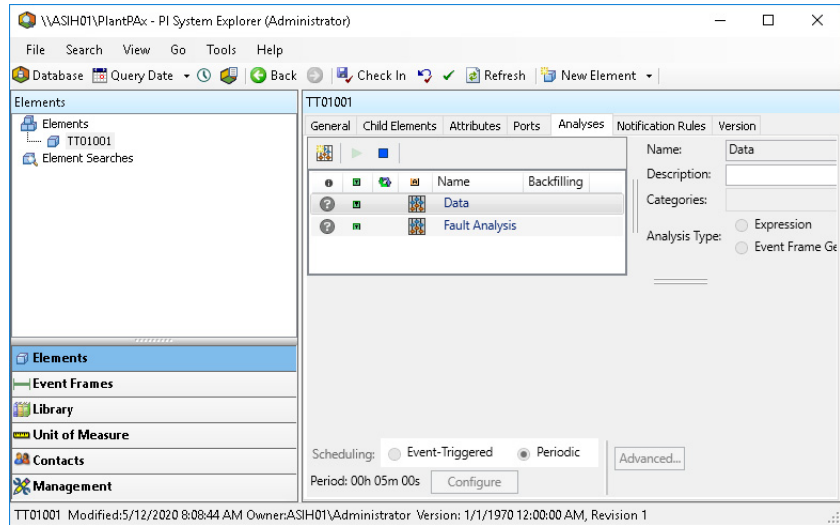 \\ASIH01\PlantPAx - PI System Explorer (Administrator)
File Search View Go Tools Help
Database Query Date Back Check In Refresh New Element
Elements
Elements
TT01001
Element Searches
Elements
Event Frames
Library
Unit of Measure
Contacts
Management
TT01001
General Child Elements Attributes Ports Analyses Notification Rules Version
Name Backfilling
Data
Fault Analysis
Name: Data
Description:
Categories:
Analysis Type: Expression
Event Frame Ge
Scheduling: Event-Triggered Periodic
Advanced...
Period: 00h 05m 00s Configure
TT01001 Modified:5/12/2020 8:08:44 AM Owner:ASIH01\Administrator Version: 1/1/1970 12:00:00 AM, Revision 1